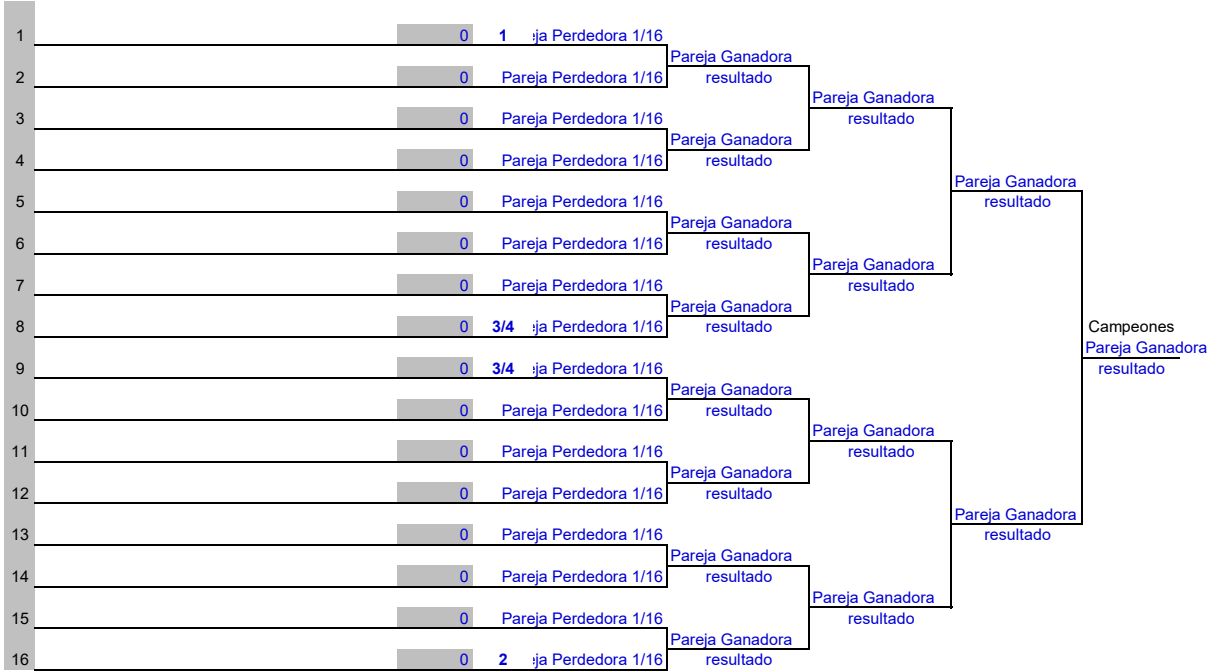 1 0 1 ja Perdedora 1/16
Pareja Ganadora
2 0 Pareja Perdedora 1/16 resultado
Pareja Ganadora
3 0 Pareja Perdedora 1/16 resultado
Pareja Ganadora
4 0 Pareja Perdedora 1/16 resultado
Pareja Ganadora
5 0 Pareja Perdedora 1/16 resultado
Pareja Ganadora
6 0 Pareja Perdedora 1/16 resultado
Pareja Ganadora
7 0 Pareja Perdedora 1/16 resultado
Pareja Ganadora
8 0 3/4 ja Perdedora 1/16 resultado Campeones
Pareja Ganadora
9 0 3/4 ja Perdedora 1/16 resultado
Pareja Ganadora
10 0 Pareja Perdedora 1/16 resultado
Pareja Ganadora
11 0 Pareja Perdedora 1/16 resultado
Pareja Ganadora
12 0 Pareja Perdedora 1/16 resultado
Pareja Ganadora
13 0 Pareja Perdedora 1/16 resultado
Pareja Ganadora
14 0 Pareja Perdedora 1/16 resultado
Pareja Ganadora
15 0 Pareja Perdedora 1/16 resultado
Pareja Ganadora
16 0 2 ja Perdedora 1/16 resultado